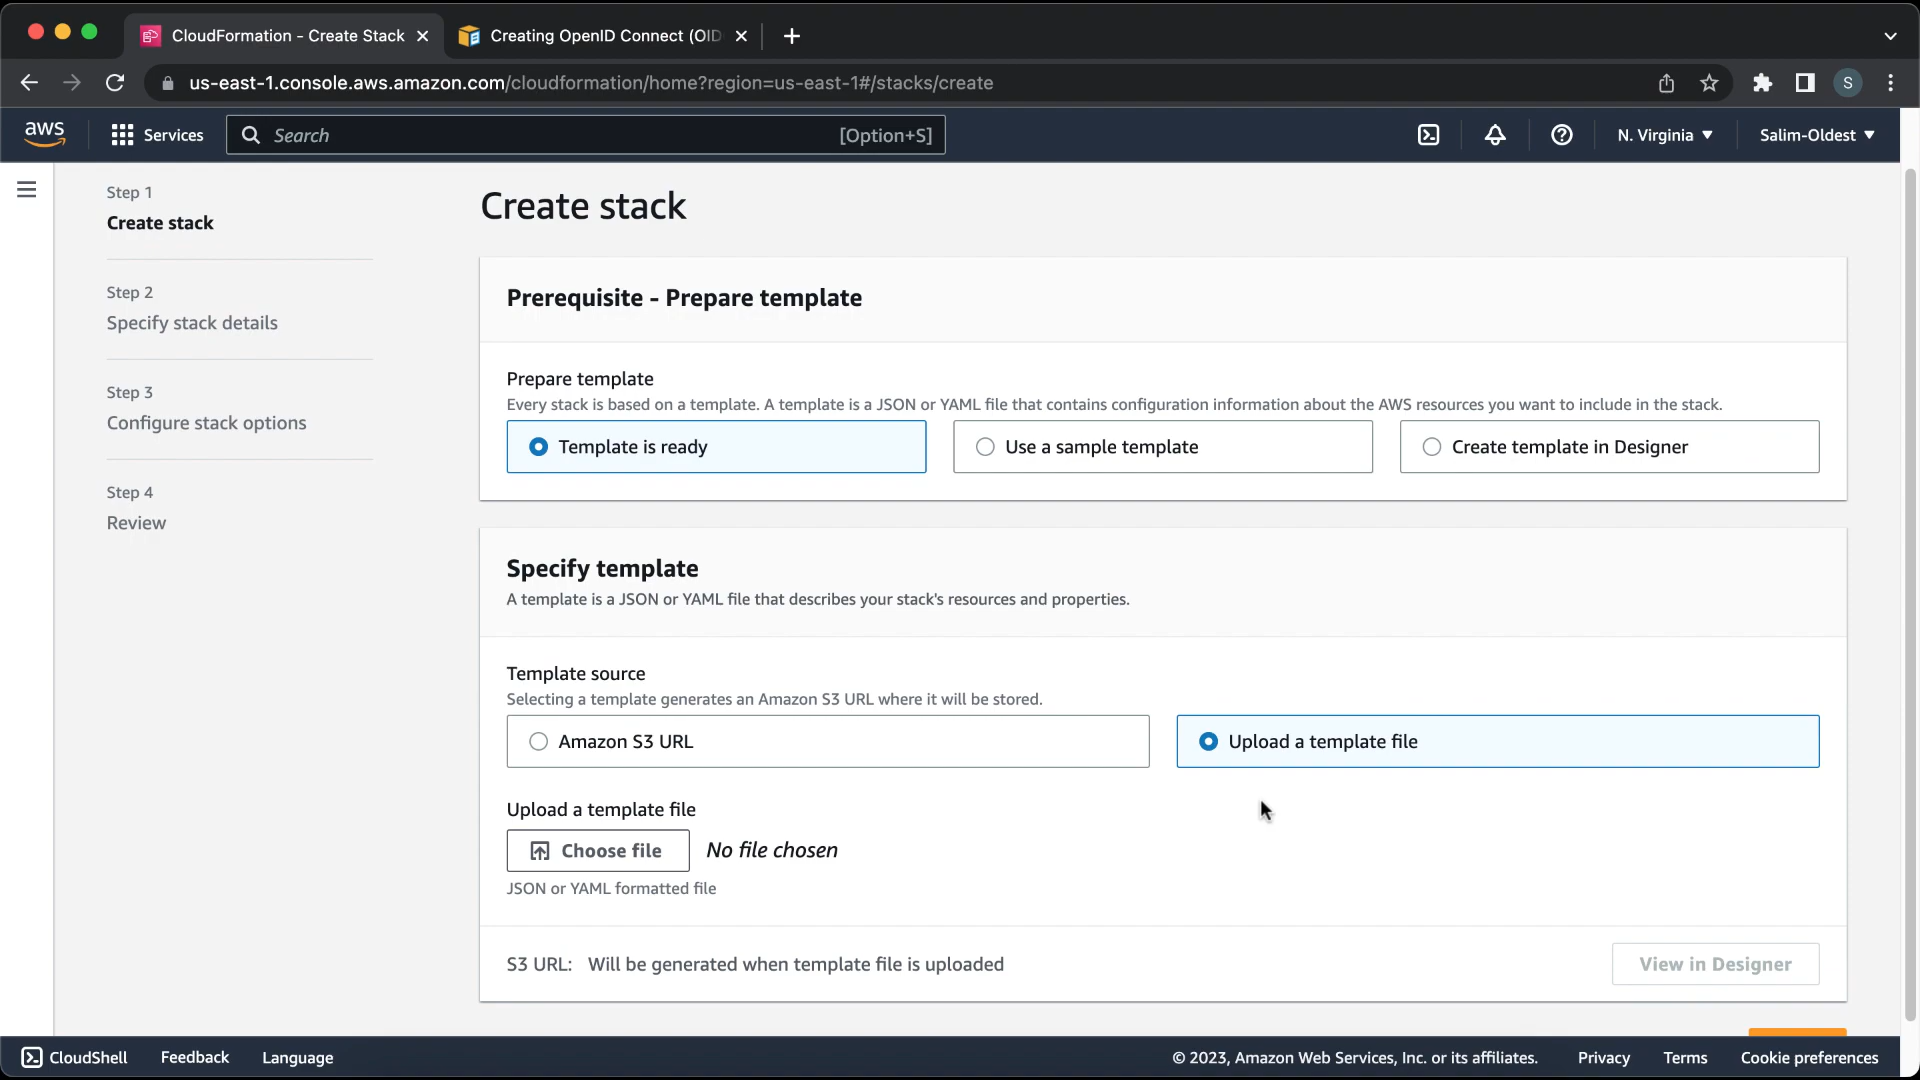 CloudFormation - Create Stack
Creating OpenID Connect (OID
us-east-1.console.aws.amazon.com/cloudformation/home?region=us-east-1#/stacks/create
S
aws
Services
Search
[Option+S]
N. Virginia
Salim-Oldest
Step 1
Create stack
Step 2
Specify stack details
Step 3
Configure stack options
Step 4
Review
Create stack
Prerequisite - Prepare template
Prepare template
Every stack is based on a template. A template is a JSON or YAML file that contains configuration information about the AWS resources you want to include in the stack.
Template is ready
Use a sample template
Create template in Designer
Specify template
A template is a JSON or YAML file that describes your stack's resources and properties.
Template source
Selecting a template generates an Amazon S3 URL where it will be stored.
Amazon S3 URL
Upload a template file
Upload a template file
Choose file
No file chosen
JSON or YAML formatted file
S3 URL: Will be generated when template file is uploaded
View in Designer
CloudShell
Feedback
Language
© 2023, Amazon Web Services, Inc. or its affiliates.
Privacy
Terms
Cookie preferences